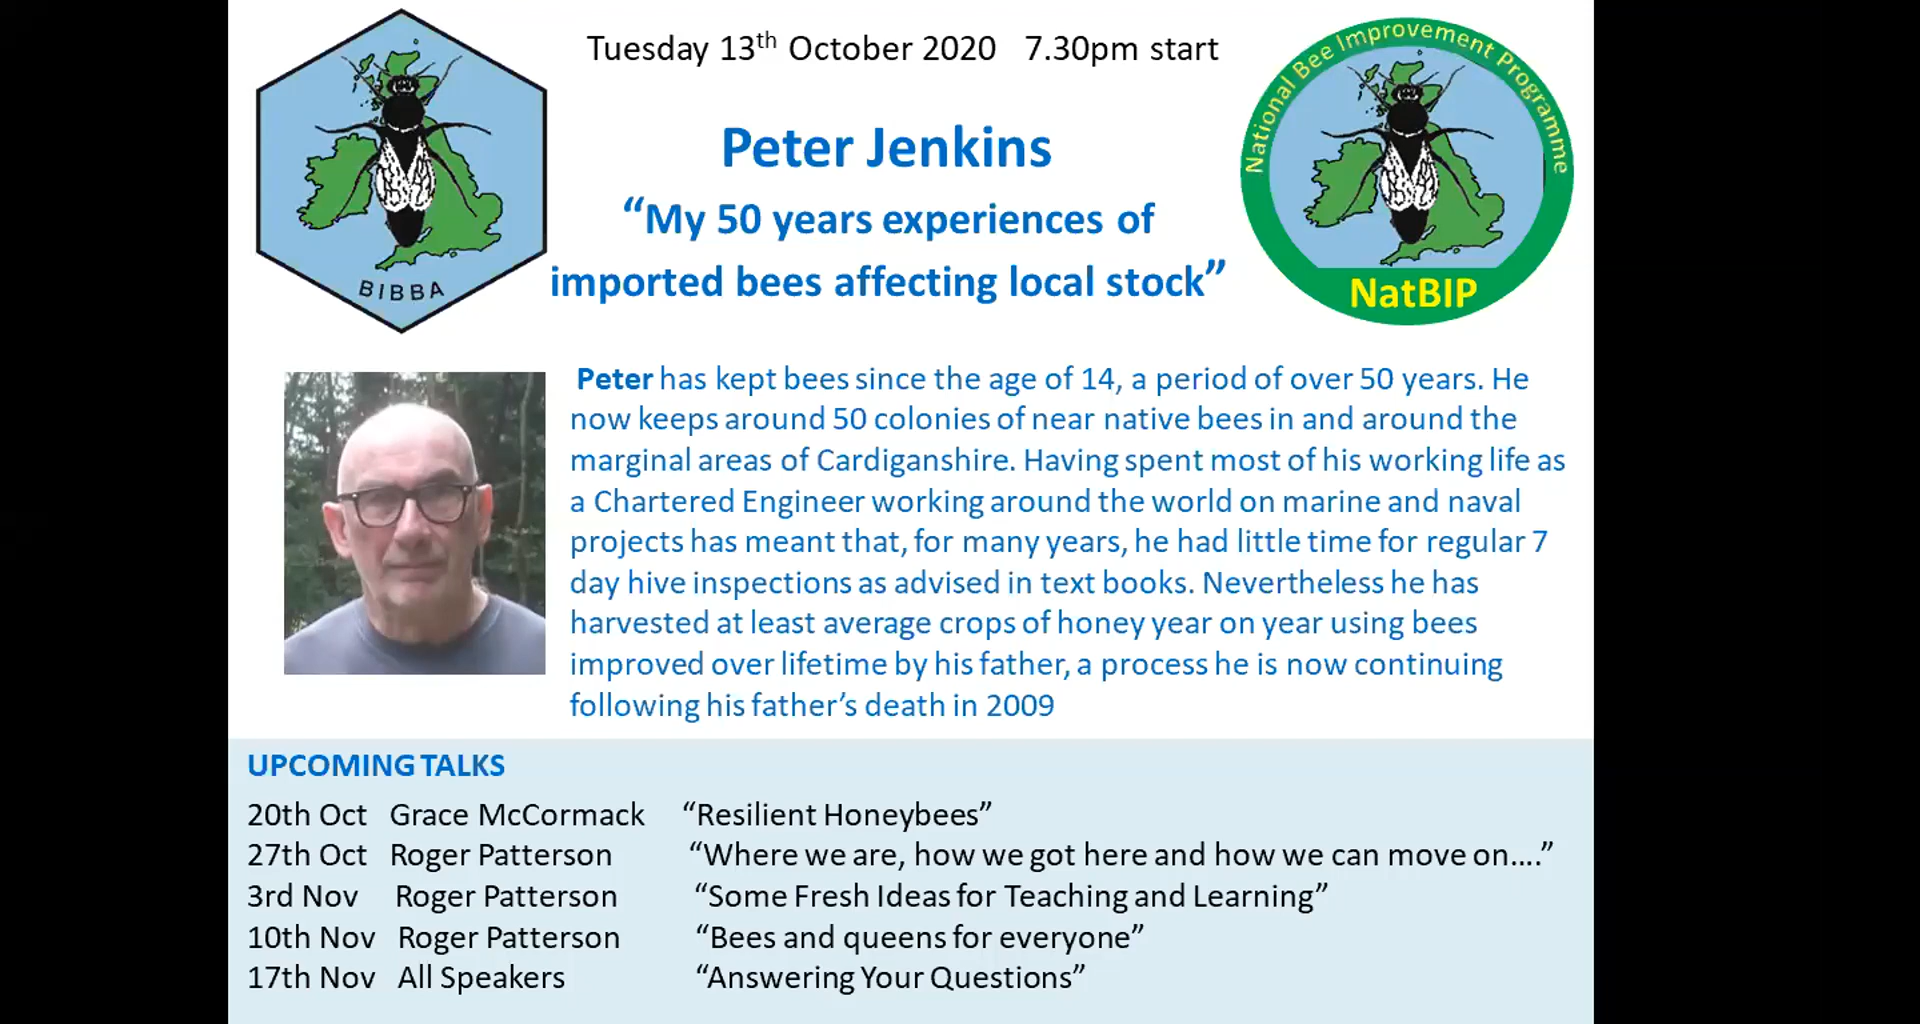 Tuesday 13th October 2020 7.30pm start
Peter Jenkins
“My 50 years experiences of
imported bees affecting local stock”
BIBBA
National Bee Improvement Programme
NatBIP
Peter has kept bees since the age of 14, a period of over 50 years. He
now keeps around 50 colonies of near native bees in and around the
marginal areas of Cardiganshire. Having spent most of his working life as
a Chartered Engineer working around the world on marine and naval
projects has meant that, for many years, he had little time for regular 7
day hive inspections as advised in text books. Nevertheless he has
harvested at least average crops of honey year on year using bees
improved over lifetime by his father, a process he is now continuing
following his father’s death in 2009
UPCOMING TALKS
20th Oct Grace McCormack “Resilient Honeybees”
27th Oct Roger Patterson “Where we are, how we got here and how we can move on....”
3rd Nov Roger Patterson “Some Fresh Ideas for Teaching and Learning”
10th Nov Roger Patterson “Bees and queens for everyone”
17th Nov All Speakers “Answering Your Questions”